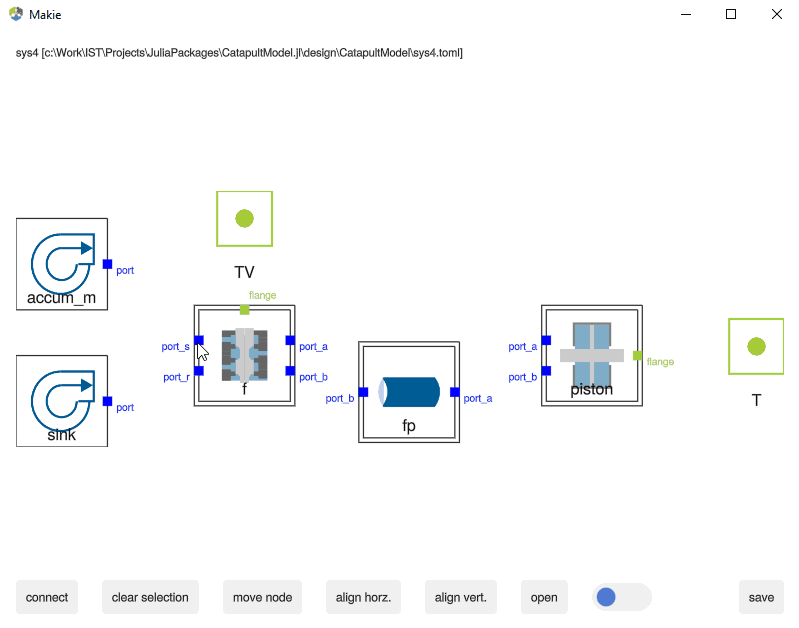 Makie
sys4 [c:\Work\IST\Projects\JuliaPackages\CatapultModel.jl\design\CatapultModel\sys4.toml]
port
accum_m
TV
flange
port_s
port_a
port_r
port_b
f
port_a
port_b
flange
piston
port
sink
port_b
port_a
fp
T
connect
clear selection
move node
align horz.
align vert.
open
save